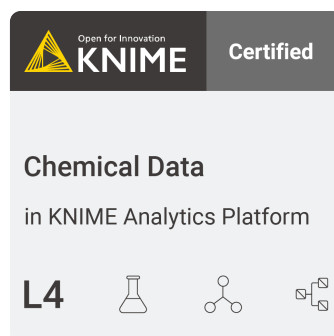 Open for Innovation
KNIME
Certified
Chemical Data
in KNIME Analytics Platform
L4